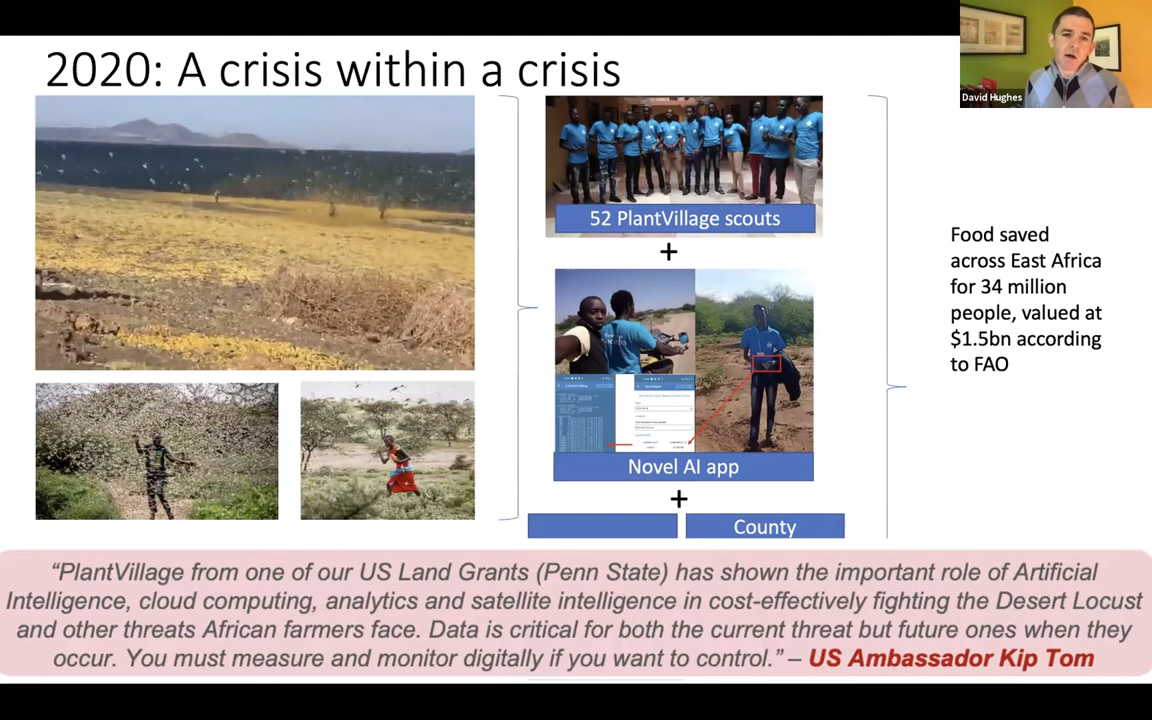 David Hughes
2020: A crisis within a crisis
52 PlantVillage scouts
+
Novel AI app
+
County
Food saved
across East Africa
for 34 million
people, valued at
$1.5bn according
to FAO
“PlantVillage from one of our US Land Grants (Penn State) has shown the important role of Artificial
Intelligence, cloud computing, analytics and satellite intelligence in cost-effectively fighting the Desert Locust
and other threats African farmers face. Data is critical for both the current threat but future ones when they
occur. You must measure and monitor digitally if you want to control.” – US Ambassador Kip Tom